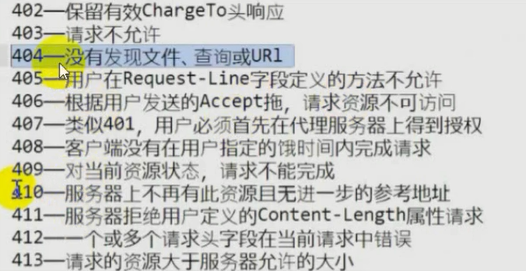 402—保留有效ChargeTo头响应
403—请求不允许
404—没有发现文件、查询或URl
405—用户在Request-Line字段定义的方法不允许
406—根据用户发送的Accept拖，请求资源不可访问
407—类似401，用户必须首先在代理服务器上得到授权
408—客户端没有在用户指定的饿时间内完成请求
409—对当前资源状态，请求不能完成
410—服务器上不再有此资源且无进一步的参考地址
411—服务器拒绝用户定义的Content-Length属性请求
412—一个或多个请求头字段在当前请求中错误
413—请求的资源大于服务器允许的大小